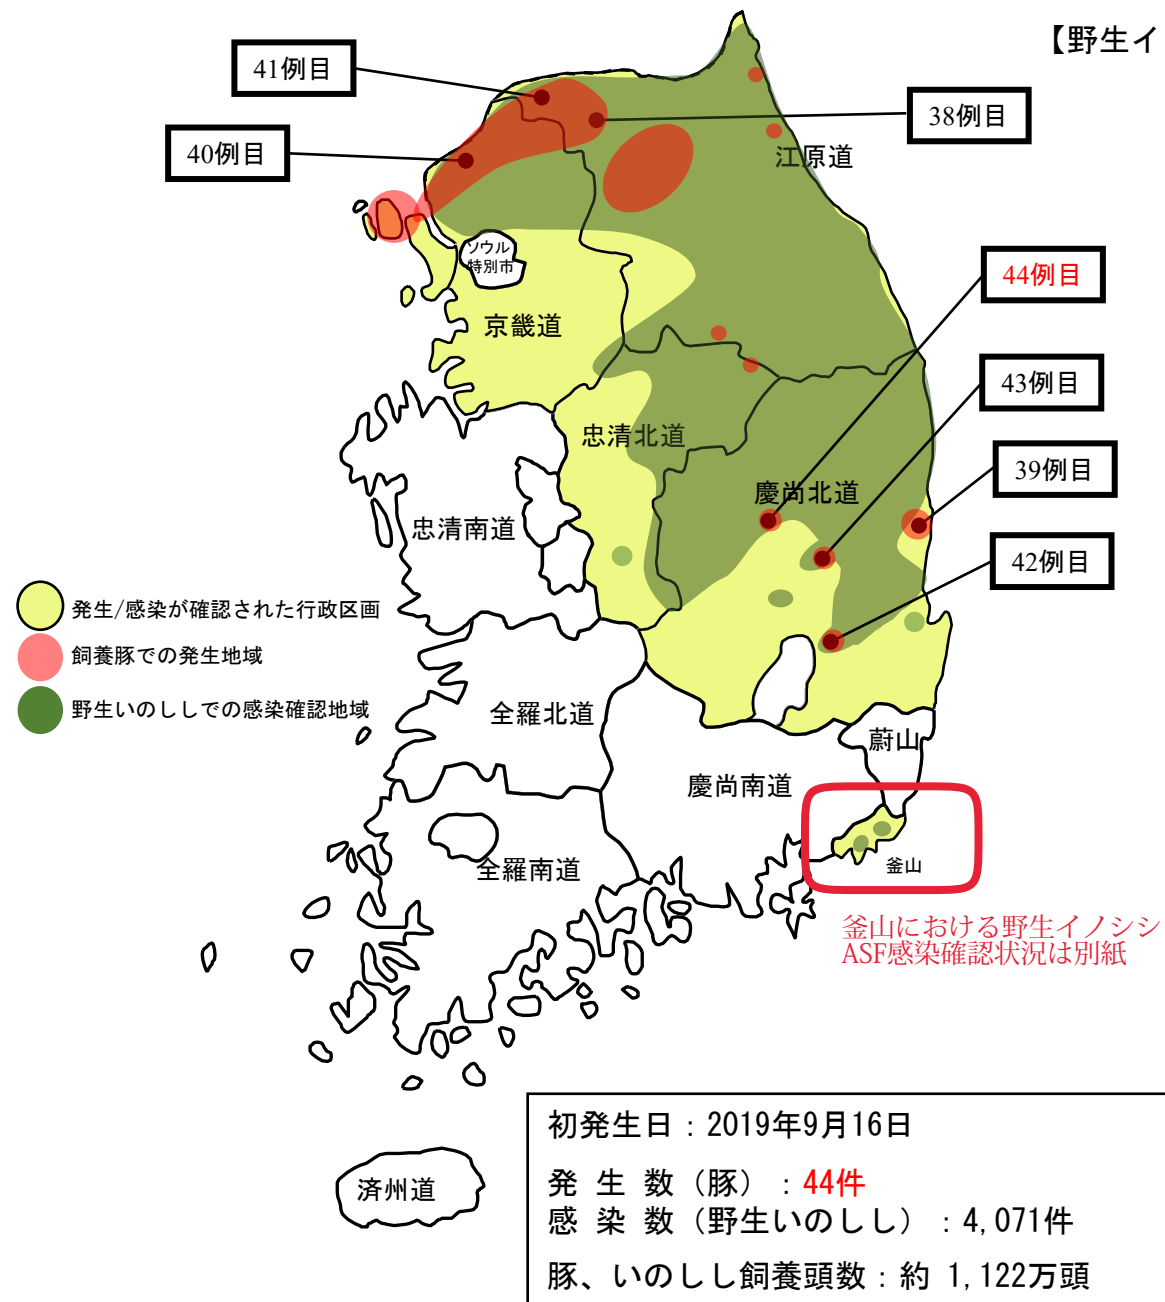 【野生イ
41例目
38例目
40例目
江原道
ソウル
特別市
44例目
京畿道
43例目
忠清北道
39例目
慶尚北道
忠清南道
42例目
発生/感染が確認された行政区画
飼養豚での発生地域
野生いのししでの感染確認地域
全羅北道
蔚山
慶尚南道
全羅南道
釜山
釜山における野生イノシシ
ASF感染確認状況は別紙
済州道
初発生日：2019年9月16日
発 生 数（豚）：44件
感 染 数（野生いのしし）：4,071件
豚、いのしし飼養頭数：約 1,122万頭